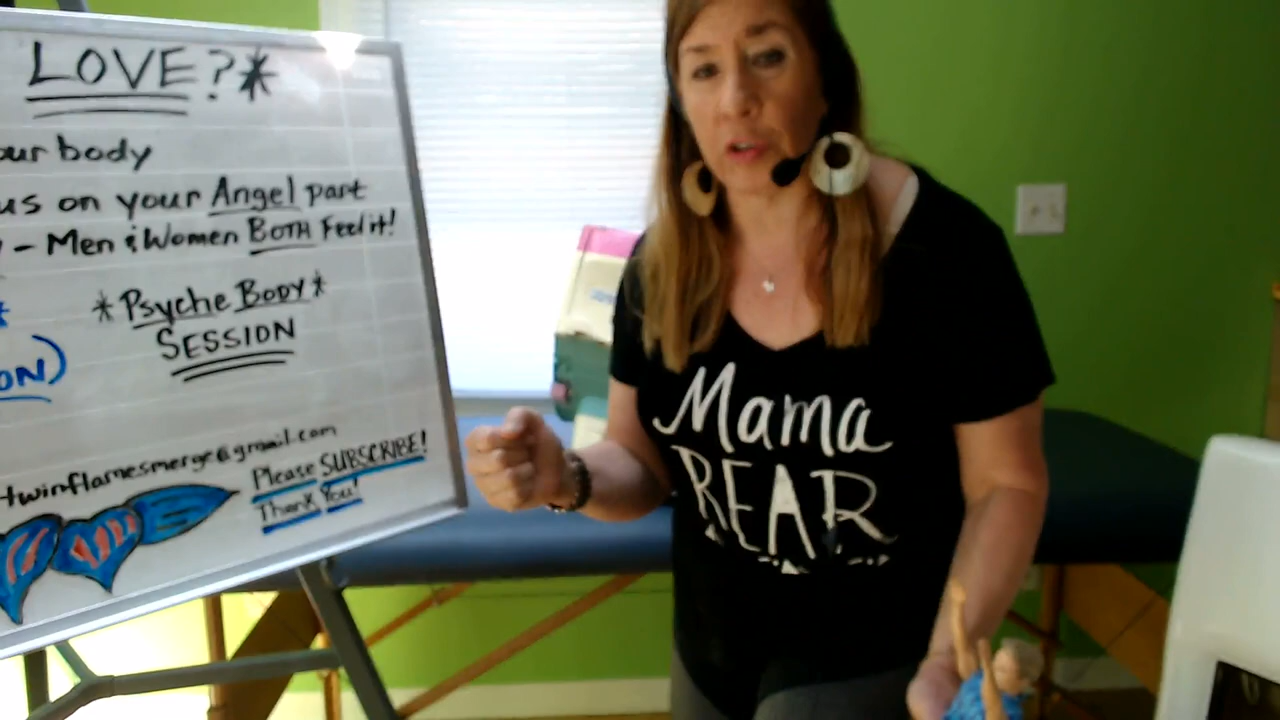 LOVE?*
our body
us on your Angel part
- Men & Women BOTH Feel it!
*Psyche BODY*
SESSION
ON)
twinflamesmerge@gmail.com
Please SUBSCRIBE!
Thank You!
Mama
BEAR